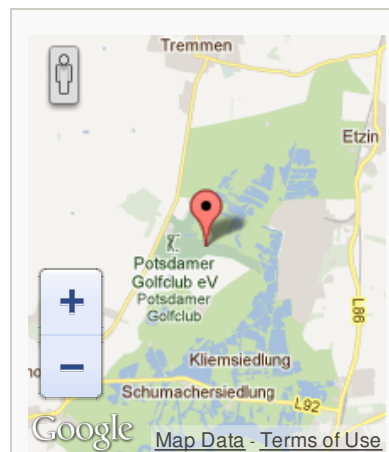 Tremmen
Etzin
Potsdamer
Golfclub eV
Potsdamer
Golfclub
L86
Kliemsiedlung
Schumachersiedlung
L92
Google
Map Data - Terms of Use